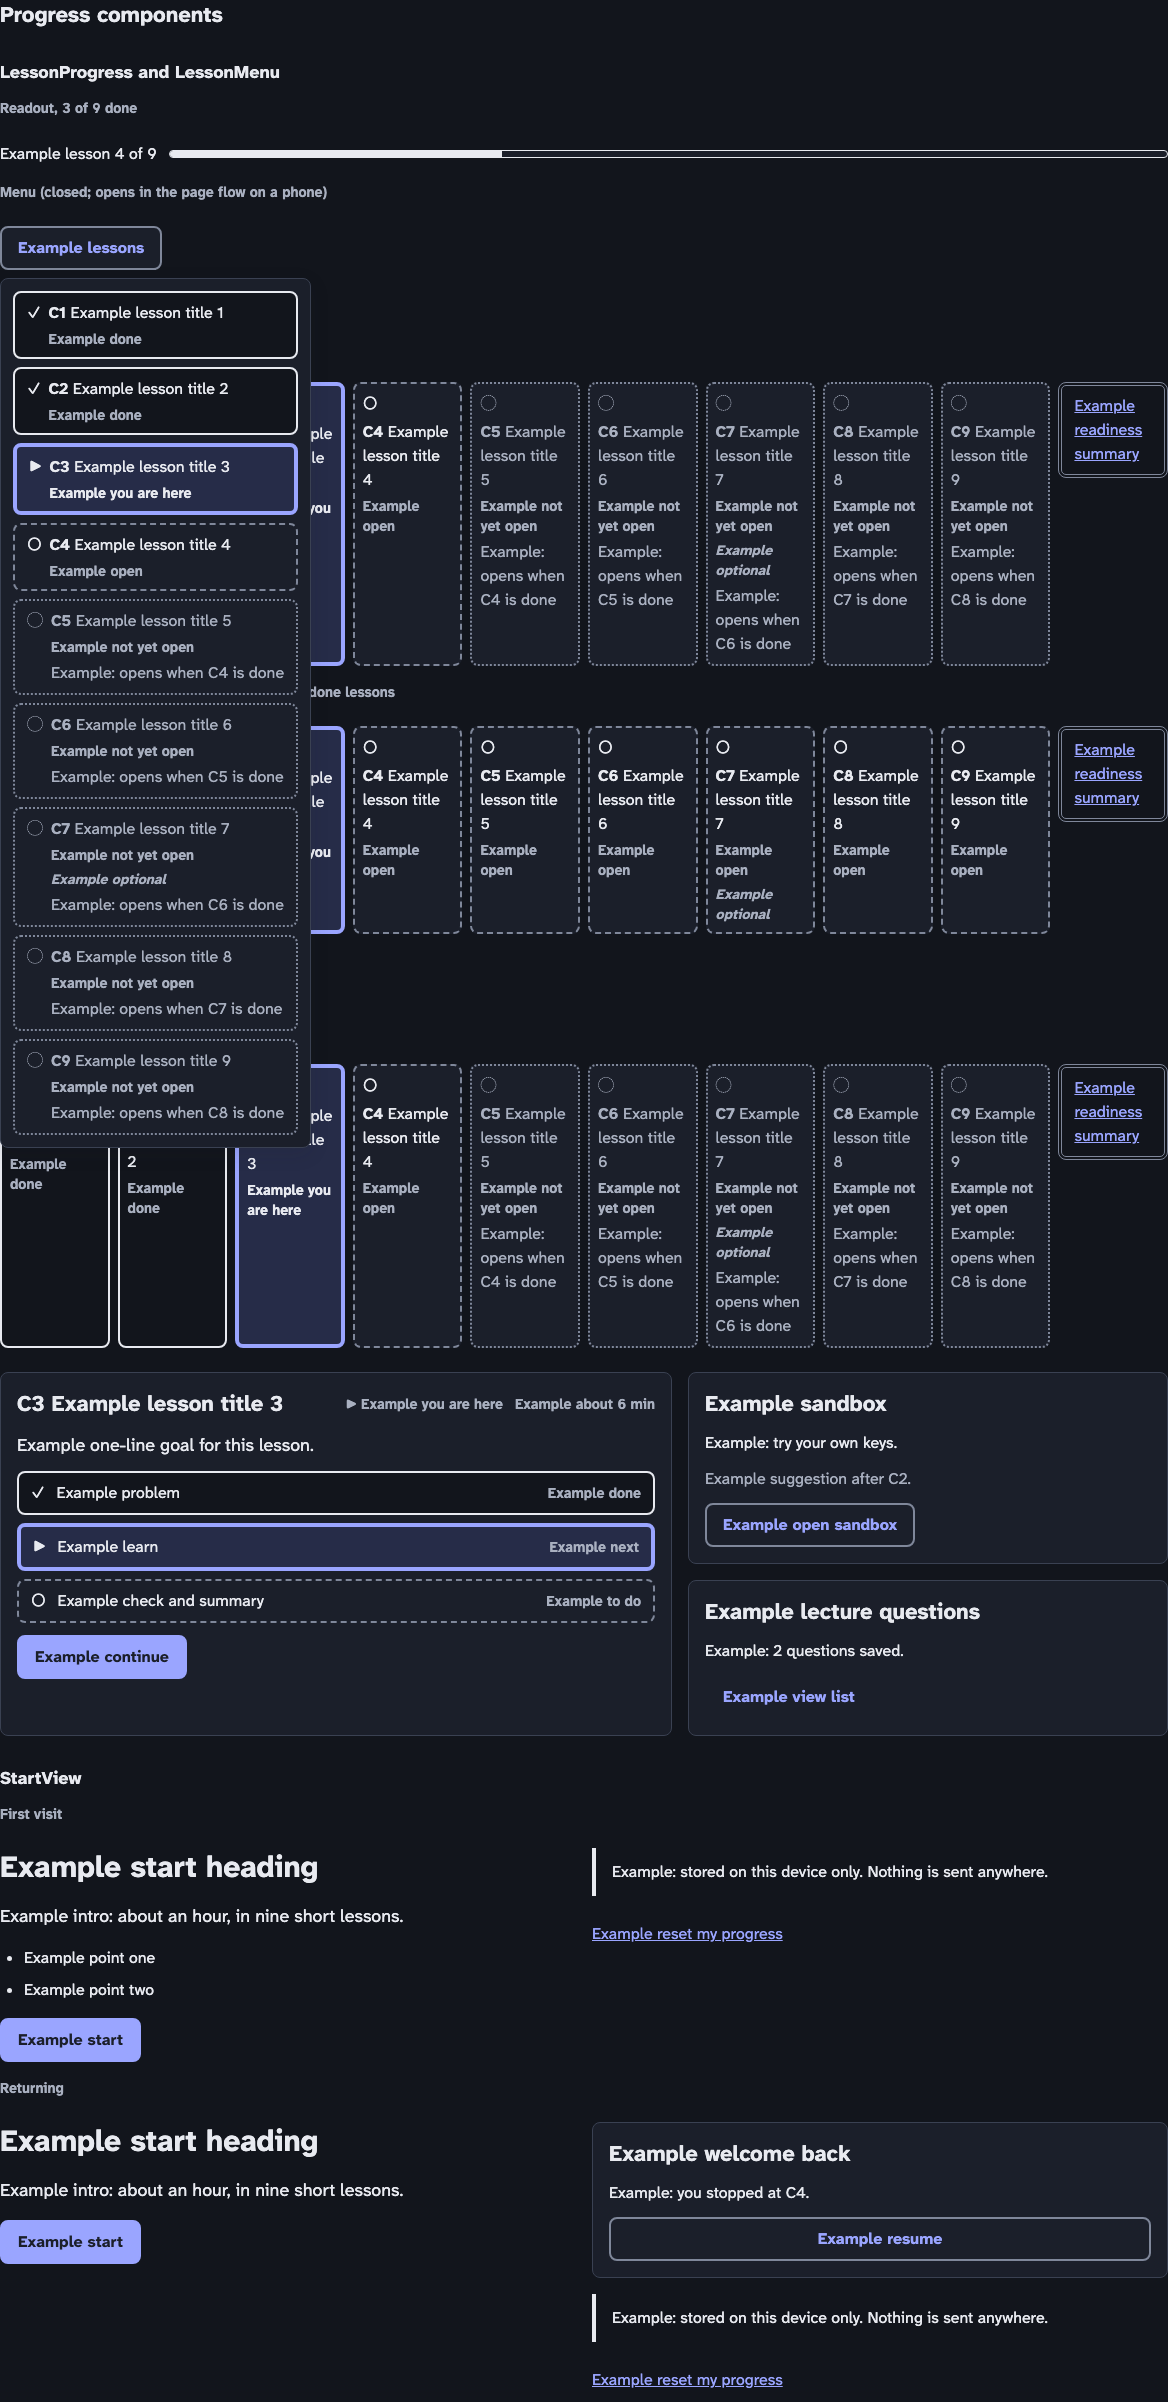 Progress components
LessonProgress and LessonMenu
Readout, 3 of 9 done
Example lesson 4 of 9
Menu (closed; opens in the page flow on a phone)
Example lessons
C1 Example lesson title 1
Example done
C2 Example lesson title 2
Example done
C3 Example lesson title 3
Example you are here
C4 Example lesson title 4
Example open
C5 Example lesson title 5
Example not yet open
Example: opens when C4 is done
C6 Example lesson title 6
Example not yet open
Example: opens when C5 is done
C7 Example lesson title 7
Example not yet open
Example optional
Example: opens when C6 is done
C8 Example lesson title 8
Example not yet open
Example: opens when C7 is done
C9 Example lesson title 9
Example not yet open
Example: opens when C8 is done
you
C4 Example
lesson title
4
Example
open
C5 Example
lesson title
5
Example not
yet open
Example:
opens when
C4 is done
C6 Example
lesson title
6
Example not
yet open
Example:
opens when
C5 is done
C7 Example
lesson title
7
Example not
yet open
Example
optional
Example:
opens when
C6 is done
C8 Example
lesson title
8
Example not
yet open
Example:
opens when
C7 is done
C9 Example
lesson title
9
Example not
yet open
Example:
opens when
C8 is done
Example
readiness
summary
done lessons
you
C4 Example
lesson title
4
Example
open
C5 Example
lesson title
5
Example
open
C6 Example
lesson title
6
Example
open
C7 Example
lesson title
7
Example
open
Example
optional
C8 Example
lesson title
8
Example
open
C9 Example
lesson title
9
Example
open
Example
readiness
summary
Example
done
2
Example
done
3
Example you
are here
C4 Example
lesson title
4
Example
open
C5 Example
lesson title
5
Example not
yet open
Example:
opens when
C4 is done
C6 Example
lesson title
6
Example not
yet open
Example:
opens when
C5 is done
C7 Example
lesson title
7
Example not
yet open
Example
optional
Example:
opens when
C6 is done
C8 Example
lesson title
8
Example not
yet open
Example:
opens when
C7 is done
C9 Example
lesson title
9
Example not
yet open
Example:
opens when
C8 is done
Example
readiness
summary
C3 Example lesson title 3
Example you are here Example about 6 min
Example one-line goal for this lesson.
Example problem Example done
Example learn Example next
Example check and summary Example to do
Example continue
Example sandbox
Example: try your own keys.
Example suggestion after C2.
Example open sandbox
Example lecture questions
Example: 2 questions saved.
Example view list
StartView
First visit
Example start heading
Example intro: about an hour, in nine short lessons.
Example point one
Example point two
Example start
Example: stored on this device only. Nothing is sent anywhere.
Example reset my progress
Returning
Example start heading
Example intro: about an hour, in nine short lessons.
Example start
Example welcome back
Example: you stopped at C4.
Example resume
Example: stored on this device only. Nothing is sent anywhere.
Example reset my progress